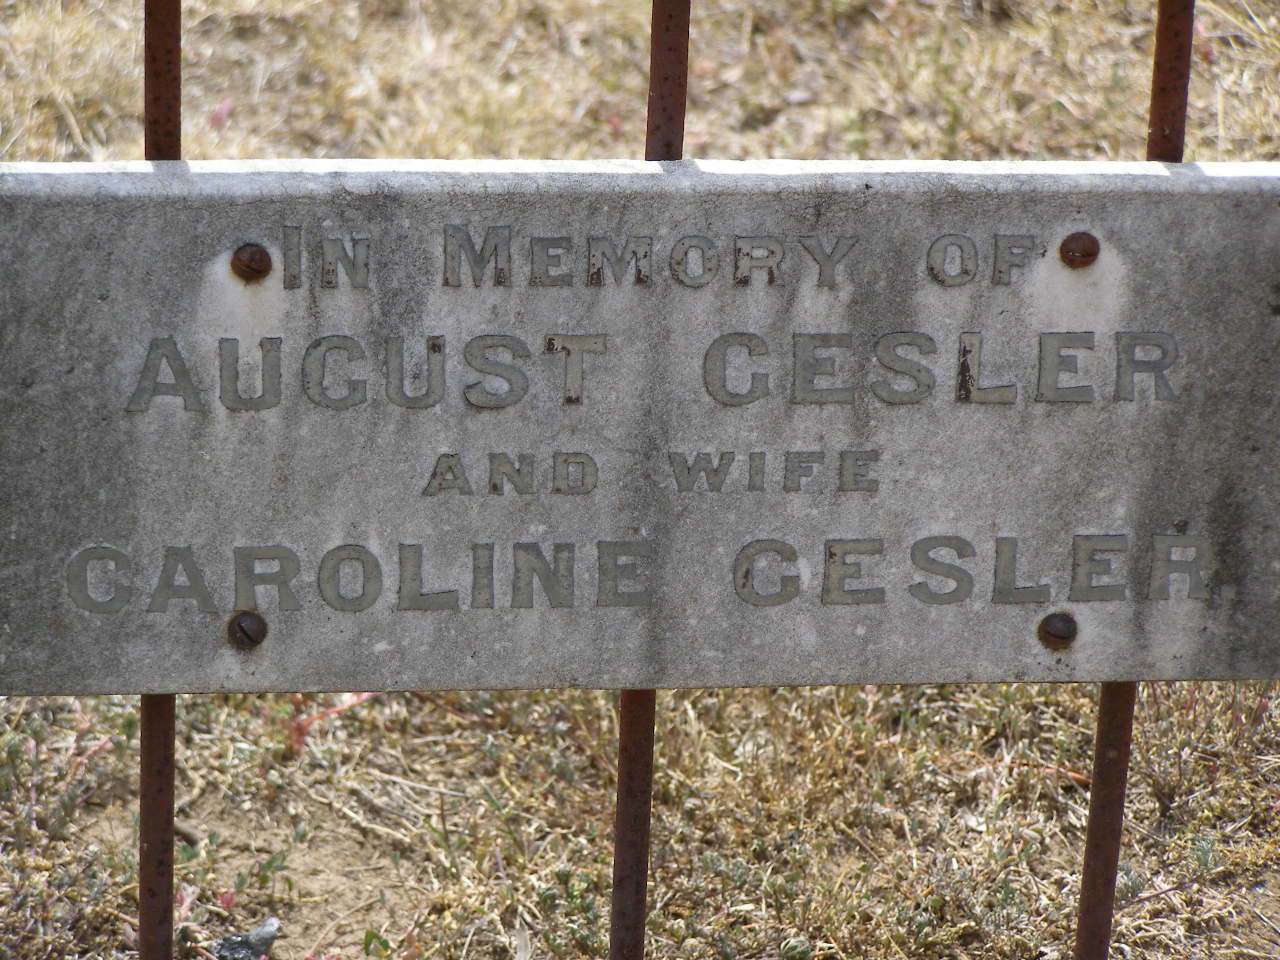 IN MEMORY OF
AUGUST GESLER
AND WIFE
CAROLINE GESLER